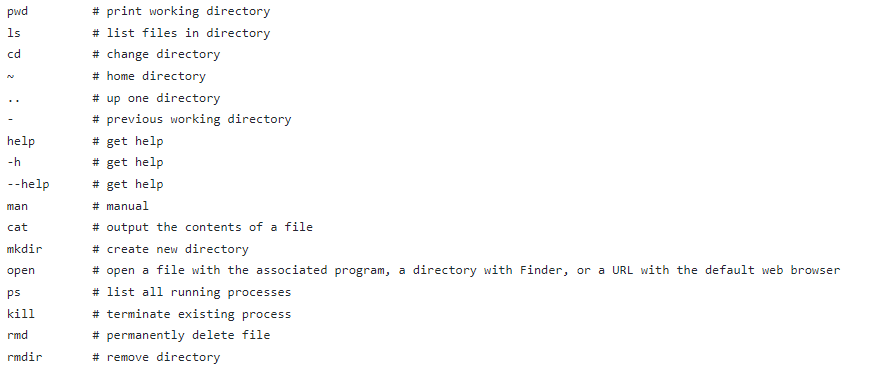 pwd # print working directory
ls # list files in directory
cd # change directory
~ # home directory
.. # up one directory
- # previous working directory
help # get help
-h # get help
--help # get help
man # manual
cat # output the contents of a file
mkdir # create new directory
open # open a file with the associated program, a directory with Finder, or a URL with the default web browser
ps # list all running processes
kill # terminate existing process
rmd # permanently delete file
rmdir # remove directory